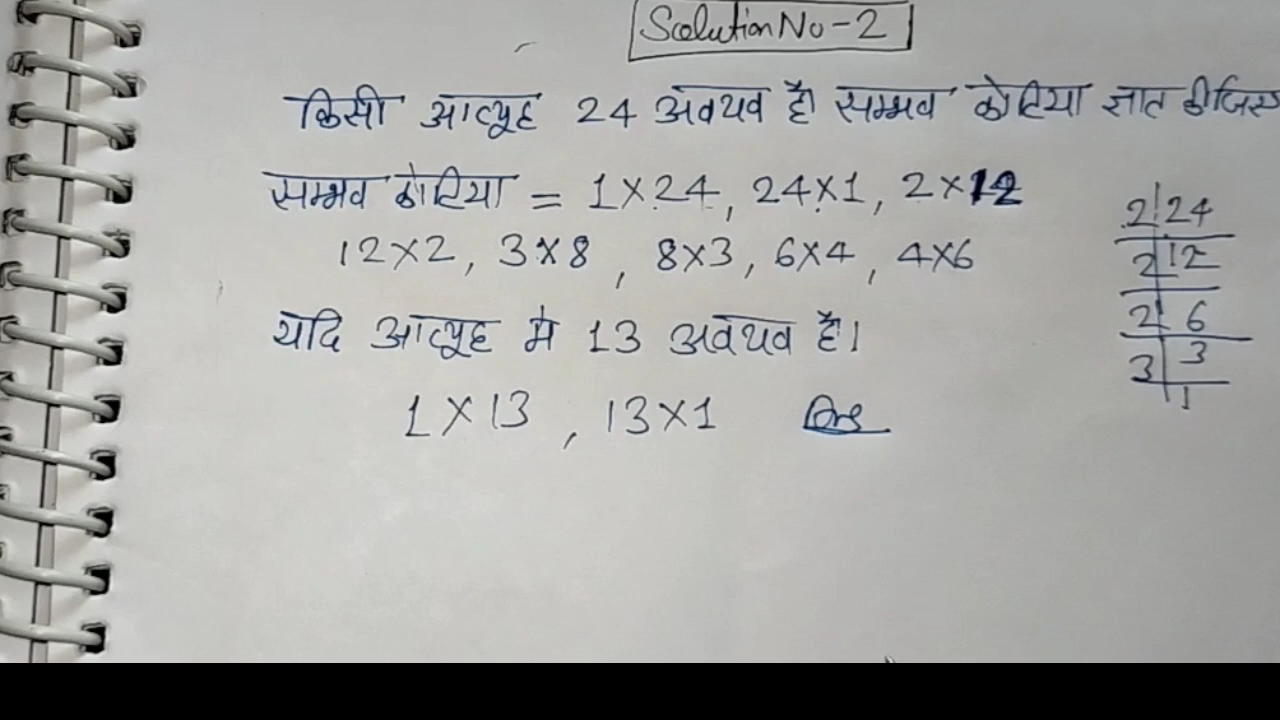 Solution No-2
किसी आव्यूह 24 अवयव है। सम्भव कोटिया ज्ञात कीजिए
सम्भव कोटिया = 1×24, 24×1, 2×12
12×2, 3×8, 8×3, 6×4, 4×6
यदि आव्यूह मे 13 अवयव है।
1×13, 13×1 Ans
2 24
2 12
2 6
3 3
1